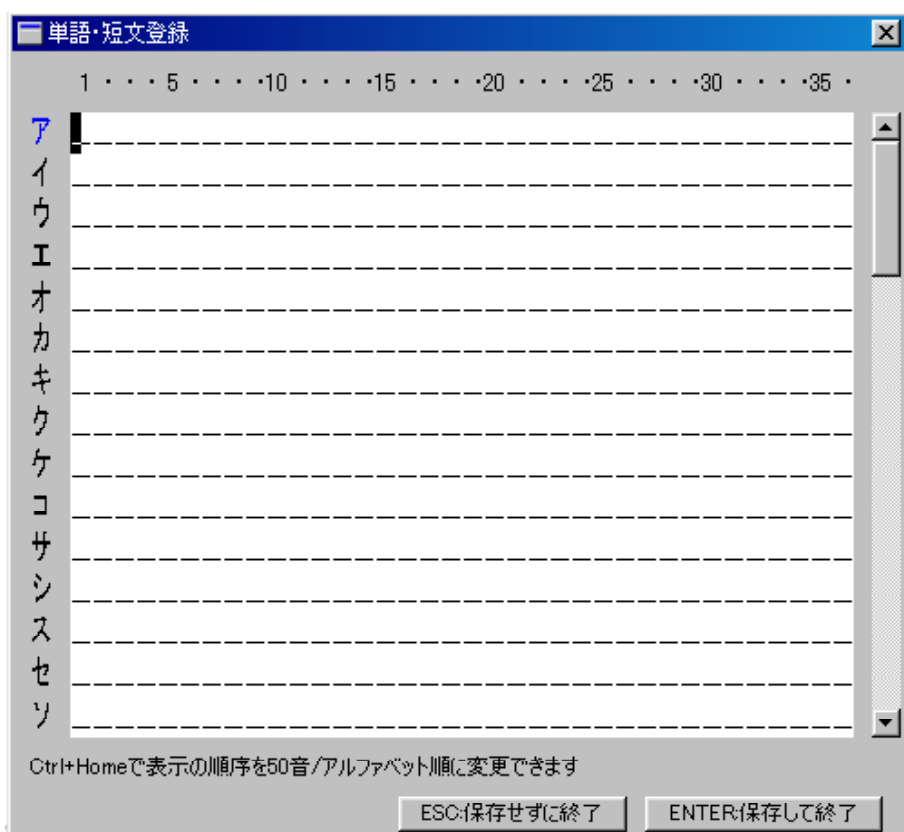 単語・短文登録
1・・・5・・・・10・・・・15・・・・20・・・・25・・・・30・・・・35・
ア
イ
ウ
エ
オ
カ
キ
ク
ケ
コ
サ
シ
ス
セ
ソ
Ctrl+Homeで表示の順序を50音/アルファベット順に変更できます
ESC:保存せずに終了 ENTER:保存して終了